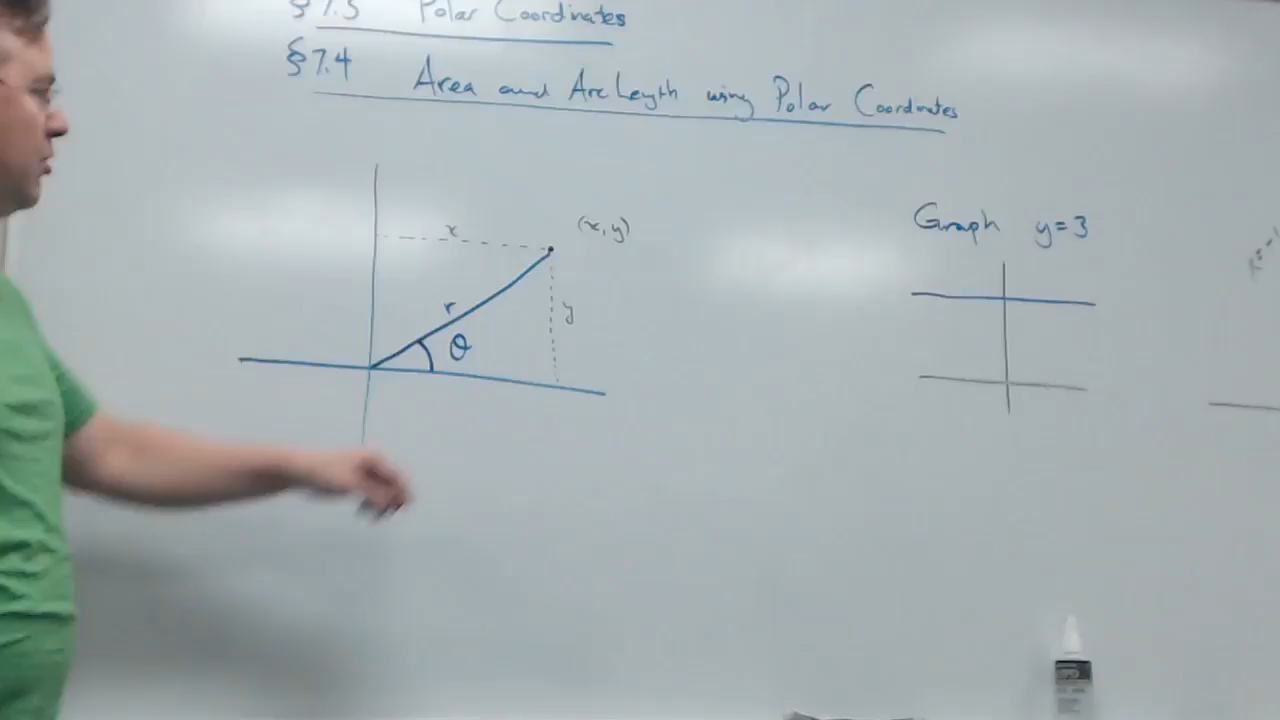 §7.3 Polar Coordinates
§7.4 Area and Arc Length using Polar Coordinates
x
(x, y)
r
y
θ
Graph y=3